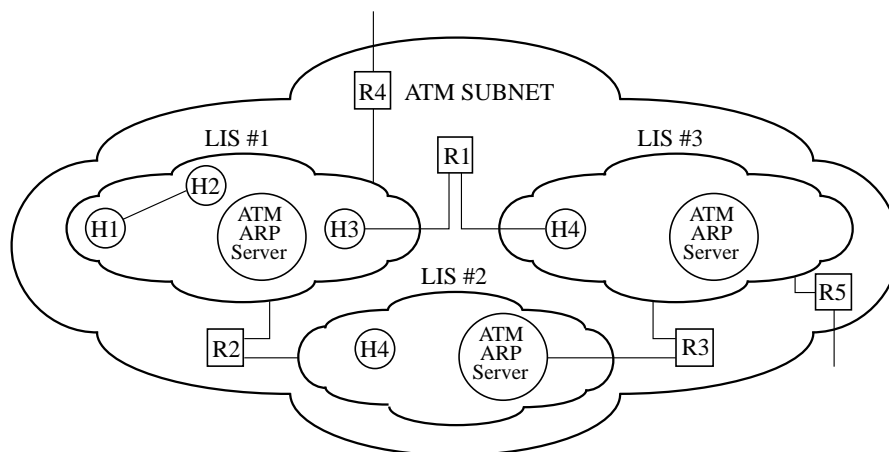 R4
ATM SUBNET
LIS #1
R1
LIS #3
H2
H1
ATM
ARP
Server
H3
H4
ATM
ARP
Server
LIS #2
R5
R2
H4
ATM
ARP
Server
R3